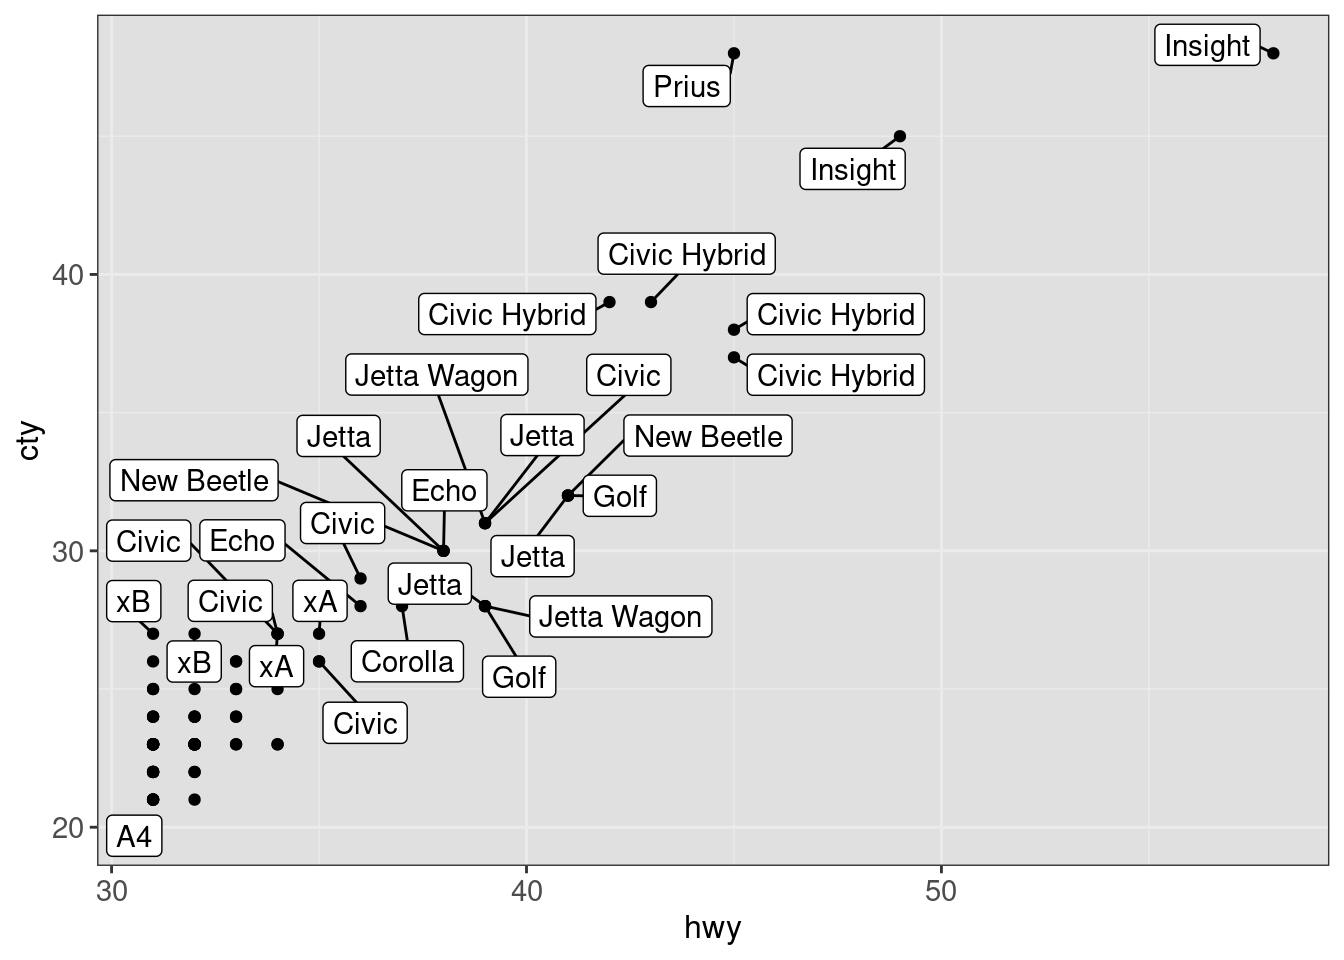 Insight
Prius
Insight
Civic Hybrid
40
Civic Hybrid
Civic Hybrid
Jetta Wagon
Civic
Civic Hybrid
cty
Jetta
Jetta
New Beetle
New Beetle
Echo
Golf
Civic
Civic
Echo
30
Jetta
Jetta
xB
Civic
xA
Jetta Wagon
xB
xA
Corolla
Golf
Civic
20
A4
30
40
50
hwy